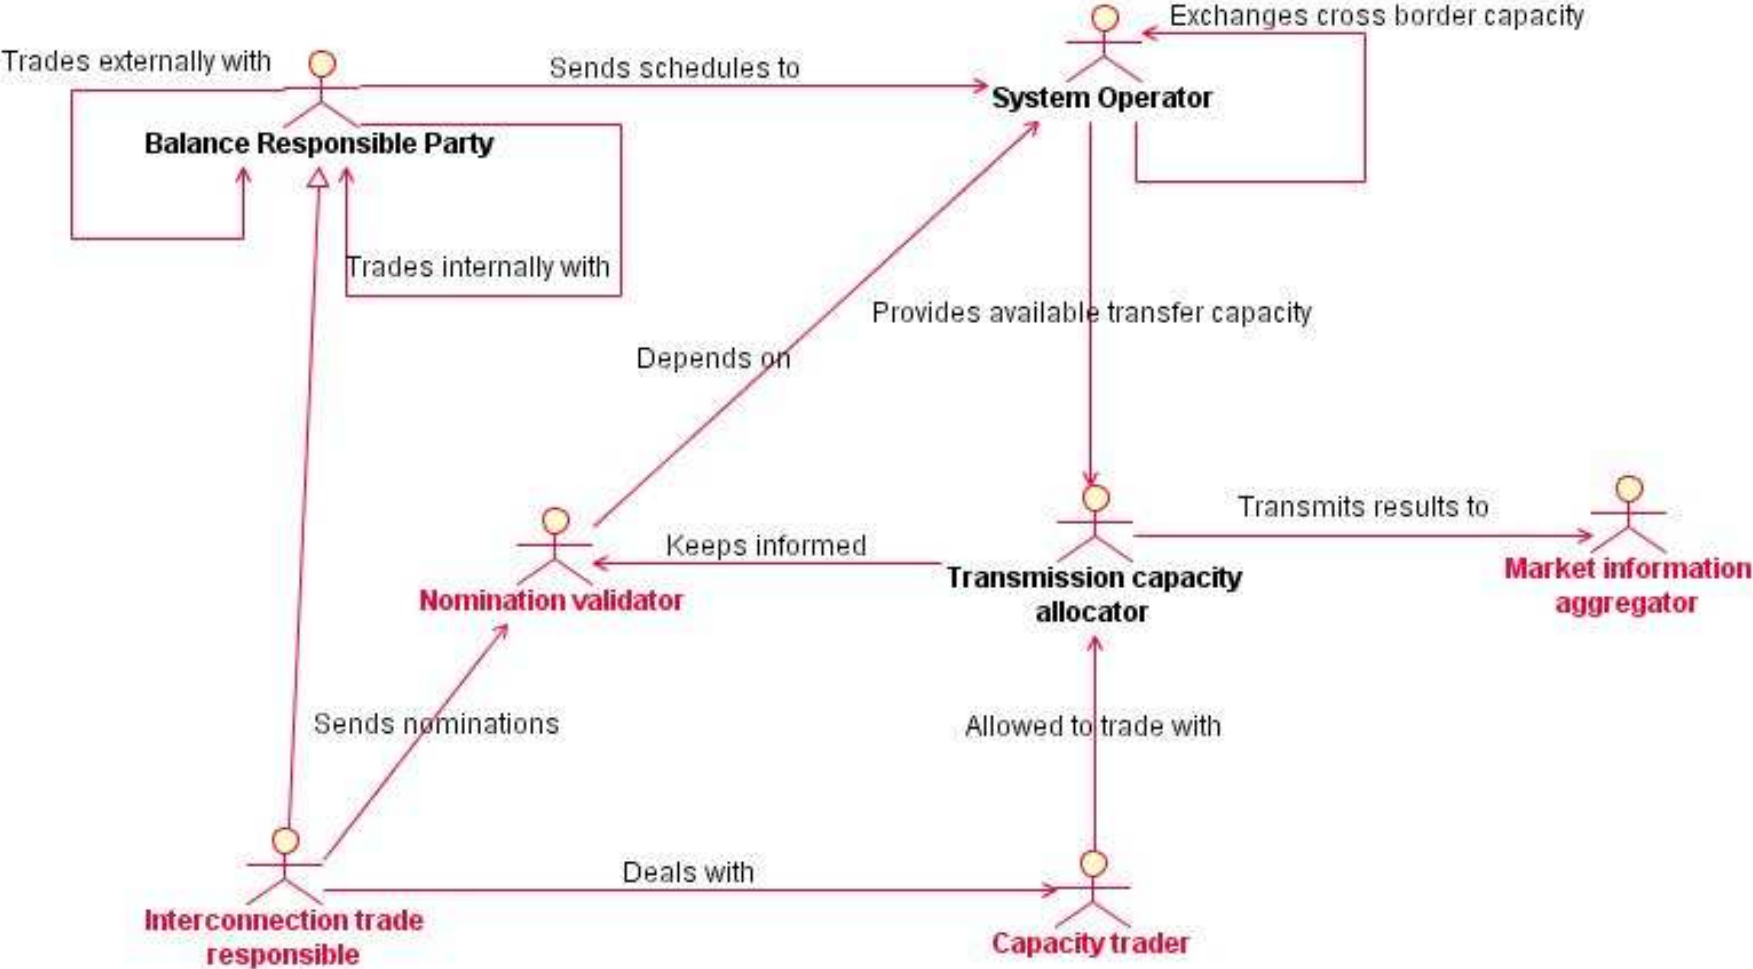 Exchanges cross border capacity
Trades externally with
Sends schedules to
System Operator
Balance Responsible Party
Trades internally with
Provides available transfer capacity
Depends on
Transmits results to
Keeps informed
Market information
aggregator
Transmission capacity
allocator
Nomination validator
Sends nominations
Allowed to trade with
Deals with
Interconnection trade
responsible
Capacity trader